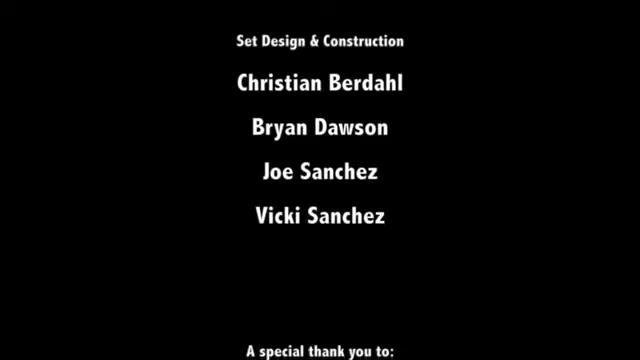 Set Design & Construction
Christian Berdahl
Bryan Dawson
Joe Sanchez
Vicki Sanchez
A special thank you to: